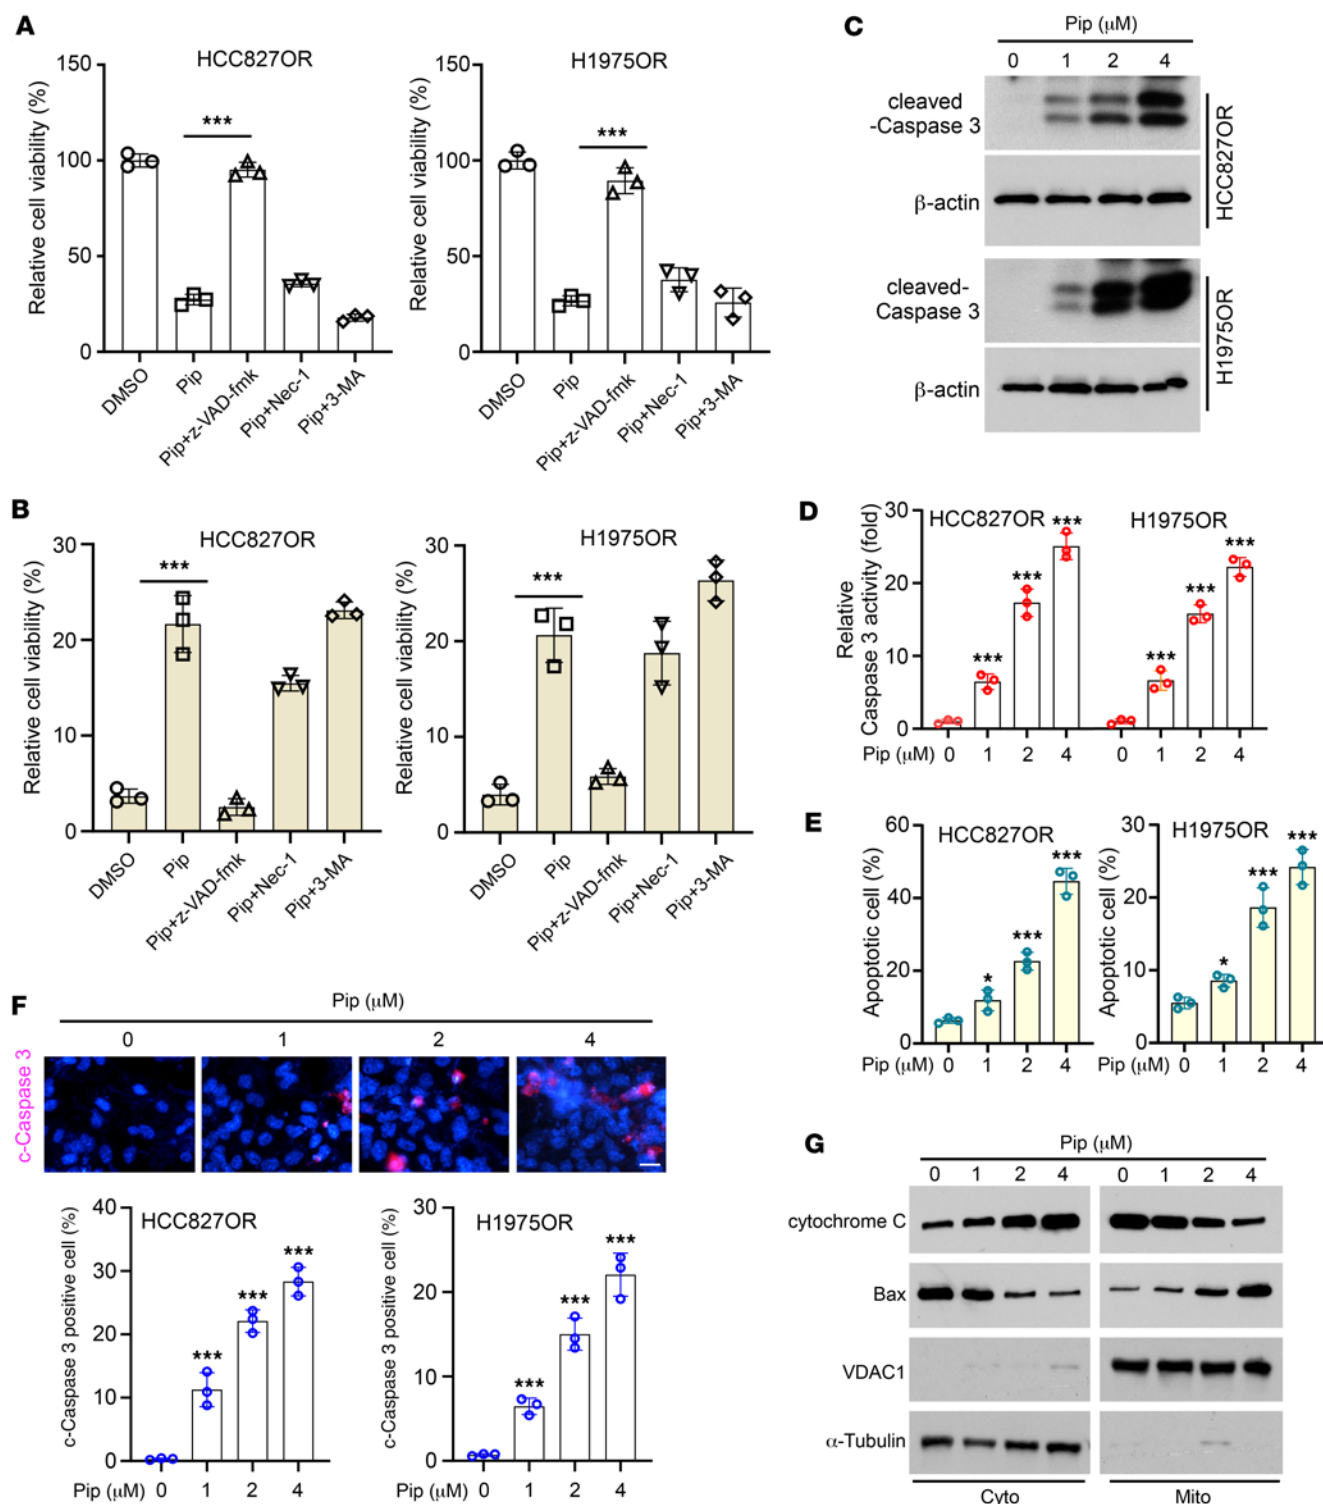 A
HCC827OR
Relative cell viability (%)
150
100
50
0
***
DMSO
Pip
Pip+z-VAD-fmk
Pip+Nec-1
Pip+3-MA
H1975OR
Relative cell viability (%)
150
100
50
0
***
DMSO
Pip
Pip+z-VAD-fmk
Pip+Nec-1
Pip+3-MA
B
HCC827OR
Relative cell viability (%)
30
20
10
0
***
DMSO
Pip
Pip+z-VAD-fmk
Pip+Nec-1
Pip+3-MA
H1975OR
Relative cell viability (%)
30
20
10
0
***
DMSO
Pip
Pip+z-VAD-fmk
Pip+Nec-1
Pip+3-MA
C
Pip (μM)
0 1 2 4
cleaved
-Caspase 3
β-actin
HCC827OR
cleaved-
Caspase 3
β-actin
H1975OR
D
Relative
Caspase 3 activity (fold)
30
20
10
0
HCC827OR
***
***
***
H1975OR
***
***
***
Pip (μM) 0 1 2 4 0 1 2 4
E
Apoptotic cell (%)
60
40
20
0
HCC827OR
*
***
***
Pip (μM) 0 1 2 4
Apoptotic cell (%)
30
20
10
0
H1975OR
*
***
***
0 1 2 4
F
Pip (μM)
0 1 2 4
c-Caspase 3
c-Caspase 3 positive cell (%)
40
30
20
10
0
HCC827OR
***
***
***
Pip (μM) 0 1 2 4
c-Caspase 3 positive cell (%)
30
20
10
0
H1975OR
***
***
***
Pip (μM) 0 1 2 4
G
Pip (μM)
0 1 2 4 0 1 2 4
cytochrome C
Bax
VDAC1
α-Tubulin
Cyto Mito